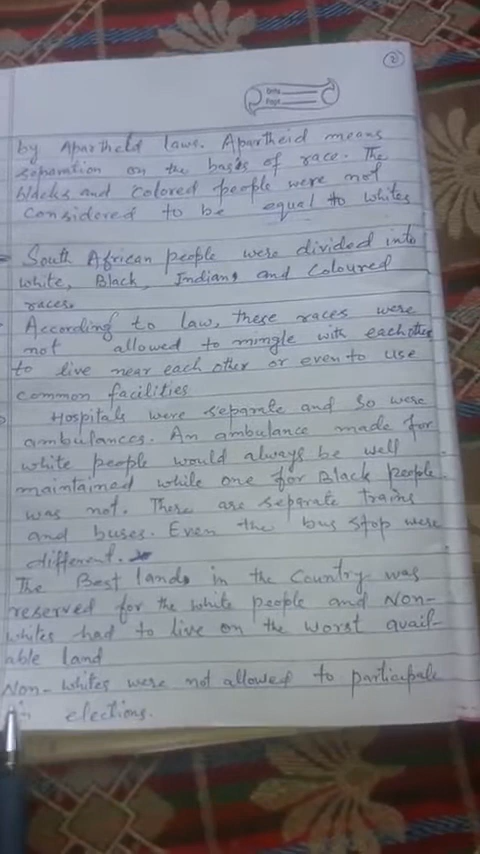 2
Date
Page
by Apartheid laws. Apartheid means
separation on the basis of race. The
blacks and colored people were not
considered to be equal to whites
South African people were divided into
white, Black, Indians and Coloured
races.
According to law, these races were
not allowed to mingle with eachother
to live near each other or even to use
common facilities
Hospitals were separate and so were
ambulances. An ambulance made for
white people would always be well
maintained while one for Black people
was not. There are separate trains
and buses. Even the bus stop were
different.
The Best lands in the Country was
reserved for the white people and Non-
whites had to live on the worst avail-
able land
Non-whites were not allowed to participate
in elections.